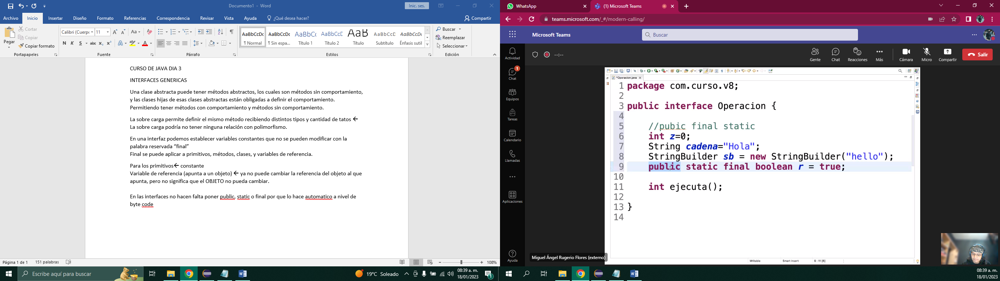 Documento1 - Word
Inic. ses.
Archivo Inicio Insertar Diseño Formato Referencias Correspondencia Revisar Vista Ayuda ¿Qué desea hacer? Compartir
Pegar
Cortar
Copiar
Copiar formato
Portapapeles
Calibri (Cuerpo 11
N K S abc x₂ x²
Fuente
Párrafo
AaBbCcDc AaBbCcDc AaBbC( AaBbCcE AaB AaBbCcC AaBbCcDc
¶ Normal ¶ Sin espa... Título 1 Título 2 Título Subtítulo Énfasis sutil
Estilos
Buscar
Reemplazar
Seleccionar
Edición
CURSO DE JAVA DIA 3
INTERFACES GENERICAS
Una clase abstracta puede tener métodos abstractos, los cuales son métodos sin comportamiento,
y las clases hijas de esas clases abstractas están obligadas a definir el comportamiento.
Permitiendo tener métodos con comportamiento y métodos sin comportamiento.
La sobre carga permite definir el mismo método recibiendo distintos tipos y cantidad de tatos ←
La sobre carga podría no tener ninguna relación con polimorfismo.
En una interfaz podemos establecer variables constantes que no se pueden modificar con la
palabra reservada “final”
Final se puede aplicar a primitivos, métodos, clases, y variables de referencia.
Para los primitivos← constante
Variable de referencia (apunta a un objeto) ← ya no puede cambiar la referencia del objeto al que
apunta, pero no significa que el OBJETO no pueda cambiar.
En las interfaces no hacen falta poner public, static o final por que lo hace automatico a nivel de
byte code
Página 1 de 1 151 palabras
108%
Escribe aquí para buscar
19°C Soleado
08:39 a. m.
18/01/2023
1
WhatsApp
(1) Microsoft Teams
teams.microsoft.com/_#/modern-calling/
Microsoft Teams
Buscar
Actividad
1
Chat
Equipos
Tareas
Calendario
Llamadas
Aplicaciones
Ayuda
--:--
Gente Chat Reacciones Más Cámara Micro Compartir Salir
*Operacion.java
1 package com.curso.v8;
2
3 public interface Operacion {
4
5 //pubic final static
6 int z=0;
7 String cadena="Hola";
8 StringBuilder sb = new StringBuilder("hello");
9 public static final boolean r = true;
10
11 int ejecuta();
12
13 }
14
Miguel Ángel Rugerio Flores (externo)
Writable Smart Insert 9 : 11 [6]
08:39 a. m.
18/01/2023